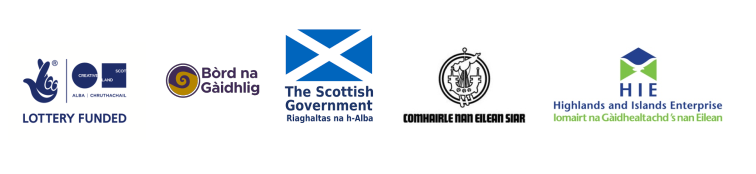 CREATIVE
SCOT
LAND
ALBA | CHRUTHACHAIL
LOTTERY FUNDED
Bòrd na
Gàidhlig
The Scottish
Government
Riaghaltas na h-Alba
COMHAIRLE NAN EILEAN SIAR
HIE
Highlands and Islands Enterprise
Iomairt na Gàidhealtachd 's nan Eilean